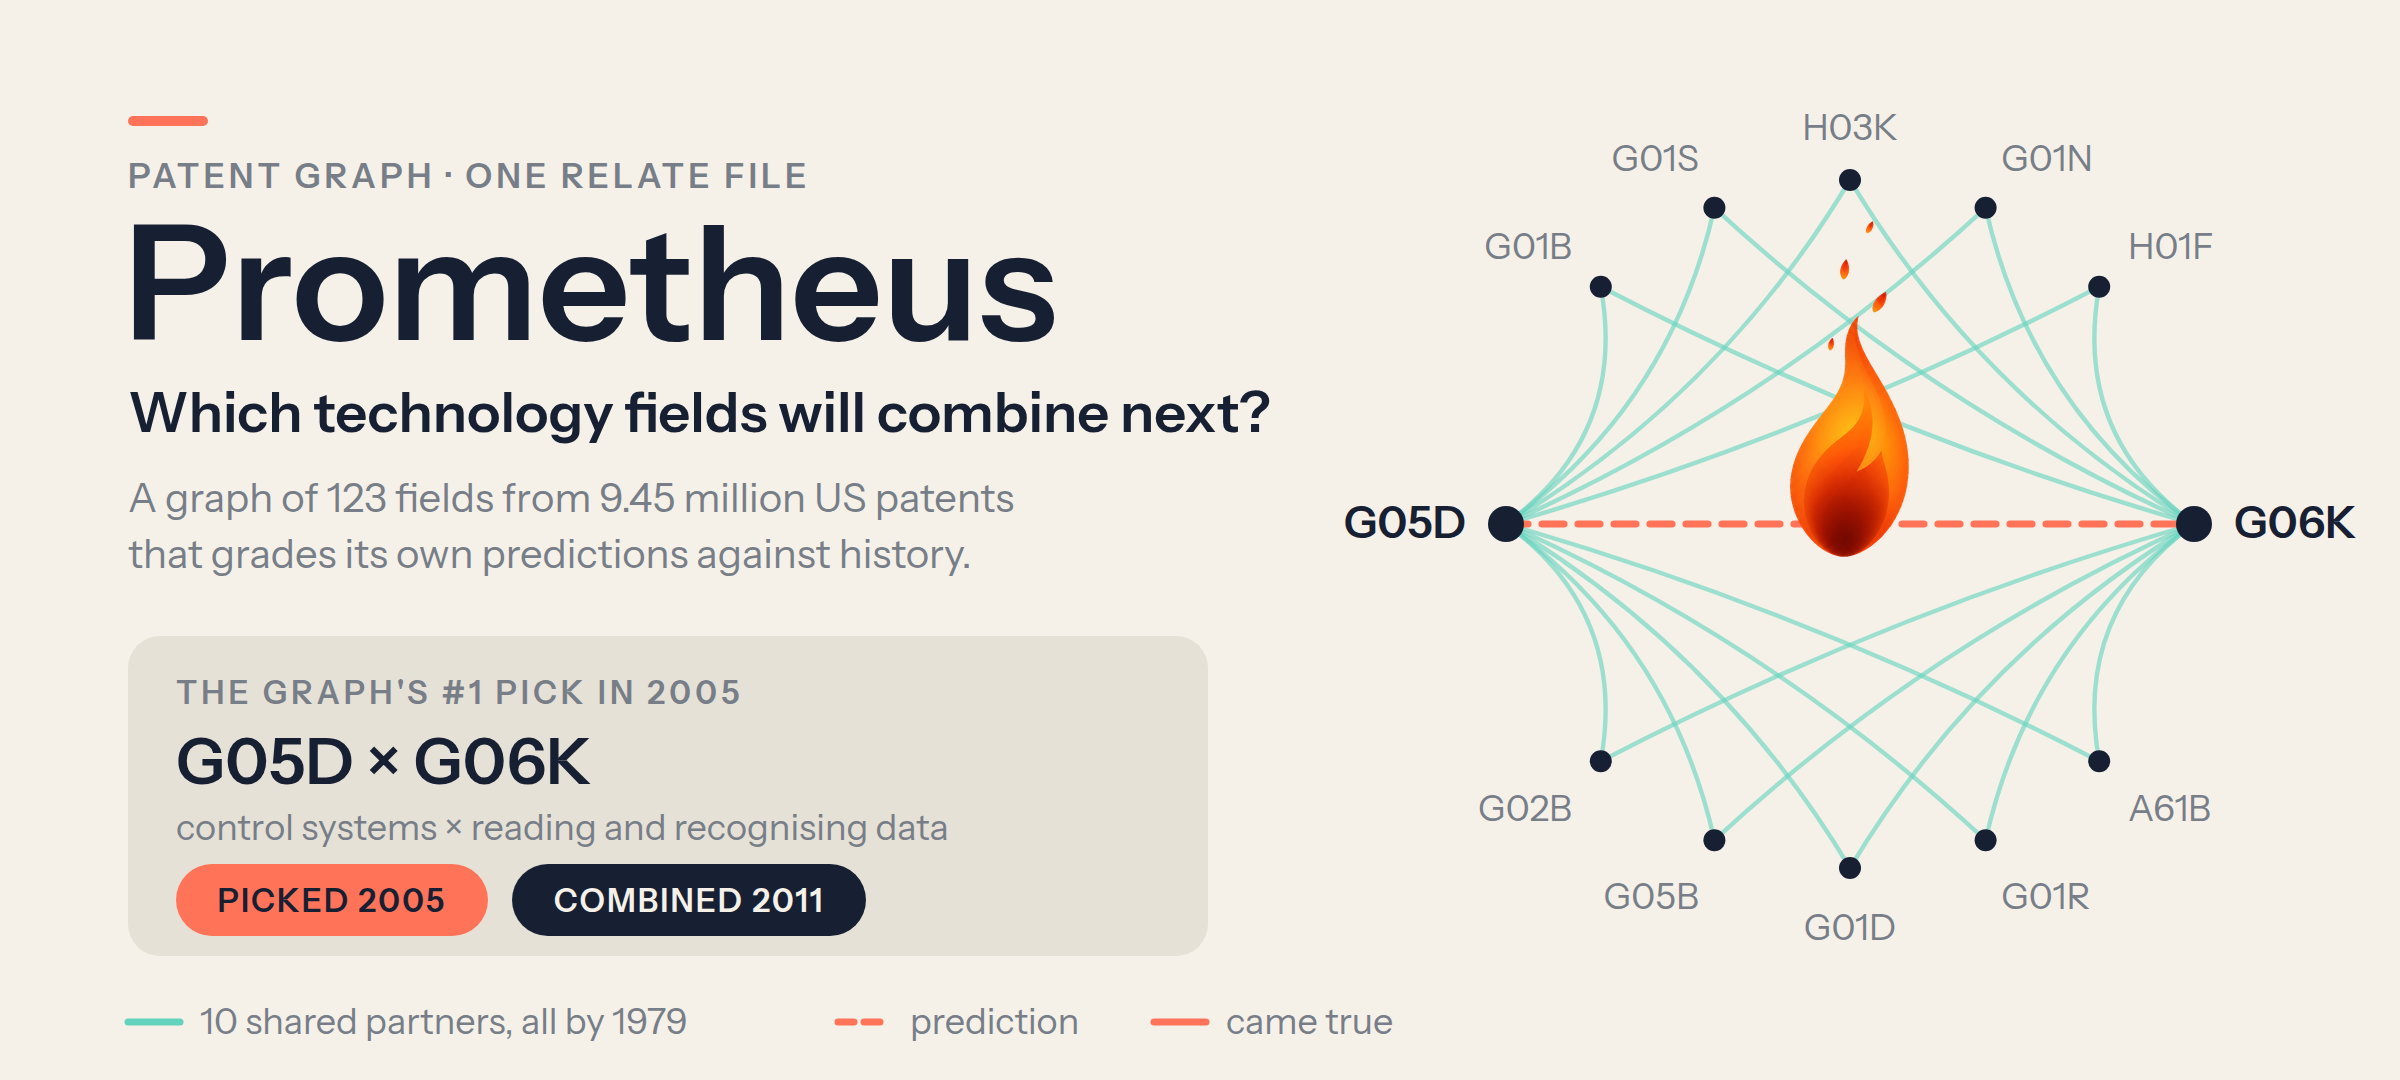 PATENT GRAPH · ONE RELATE FILE
Prometheus
Which technology fields will combine next?
A graph of 123 fields from 9.45 million US patents
that grades its own predictions against history.
THE GRAPH'S #1 PICK IN 2005
G05D × G06K
control systems × reading and recognising data
PICKED 2005
COMBINED 2011
10 shared partners, all by 1979
prediction
came true
H03K
G01S
G01N
G01B
H01F
G05D
G06K
G02B
A61B
G05B
G01R
G01D